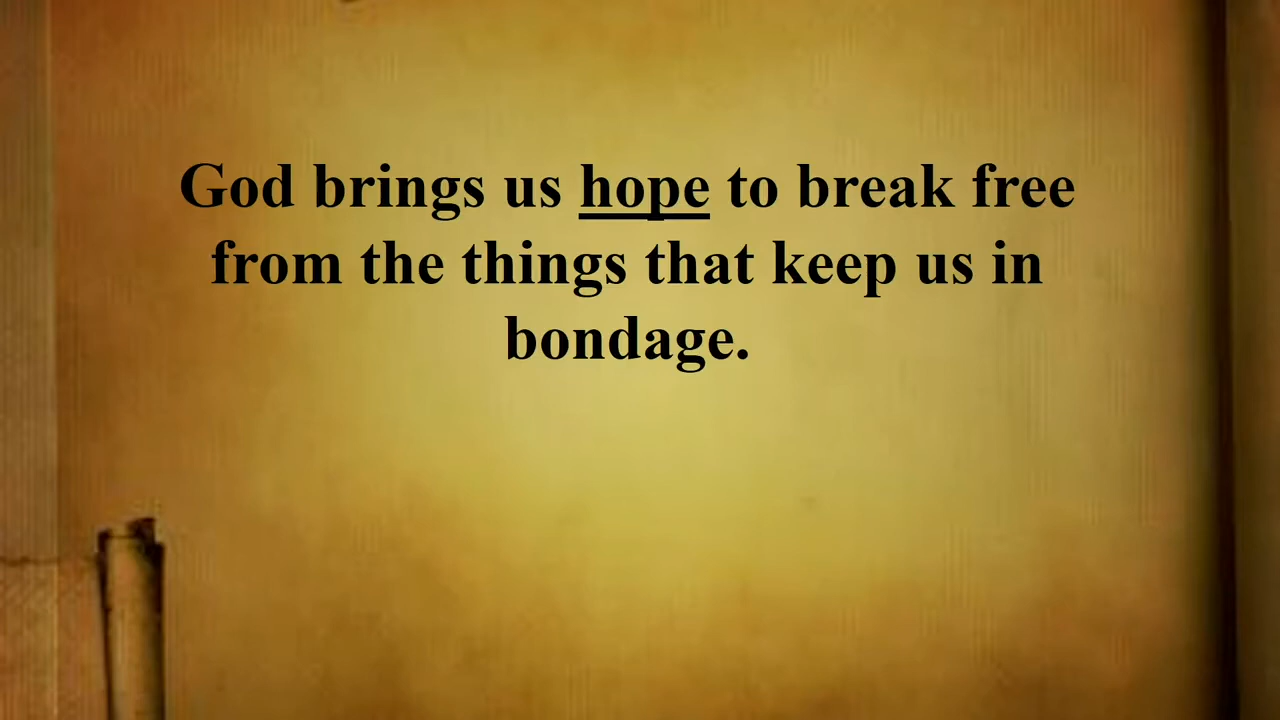 God brings us hope to break free
from the things that keep us in
bondage.